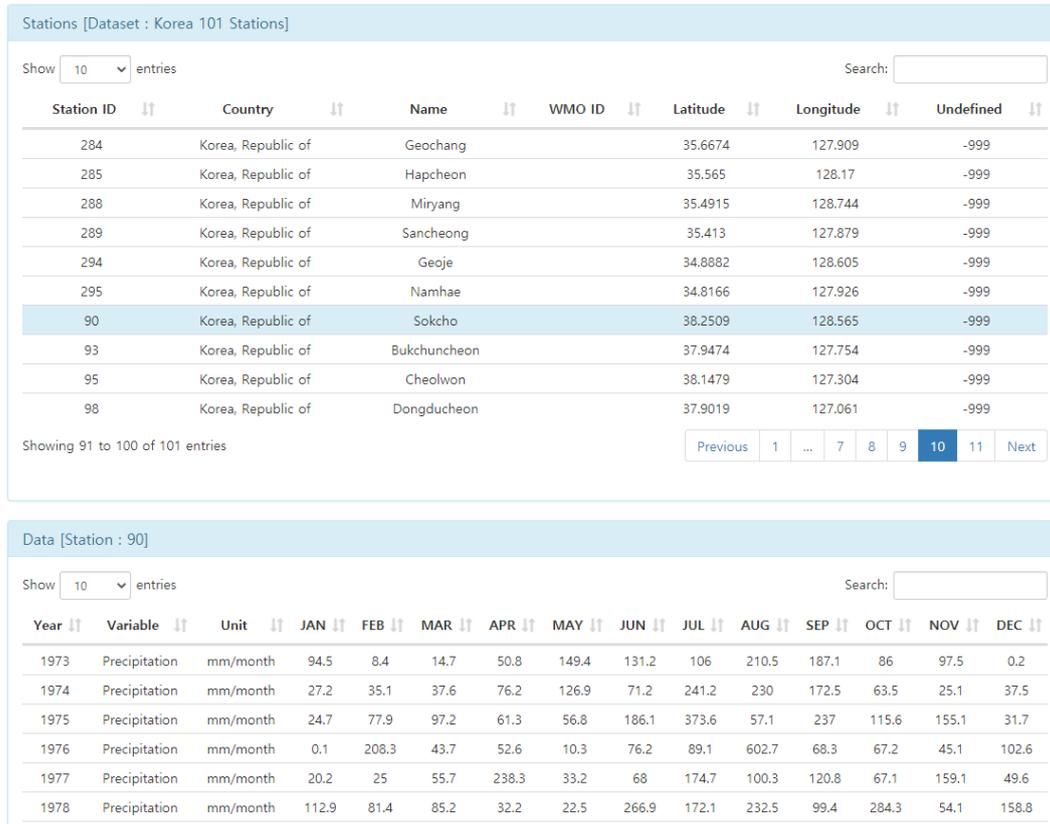 Stations [Dataset : Korea 101 Stations]
Show 10 entries Search:
Station ID Country Name WMO ID Latitude Longitude Undefined
284 Korea, Republic of Geochang 35.6674 127.909 -999
285 Korea, Republic of Hapcheon 35.565 128.17 -999
288 Korea, Republic of Miryang 35.4915 128.744 -999
289 Korea, Republic of Sancheong 35.413 127.879 -999
294 Korea, Republic of Geoje 34.8882 128.605 -999
295 Korea, Republic of Namhae 34.8166 127.926 -999
90 Korea, Republic of Sokcho 38.2509 128.565 -999
93 Korea, Republic of Bukchuncheon 37.9474 127.754 -999
95 Korea, Republic of Cheolwon 38.1479 127.304 -999
98 Korea, Republic of Dongducheon 37.9019 127.061 -999
Showing 91 to 100 of 101 entries Previous 1 ... 7 8 9 10 11 Next
Data [Station : 90]
Show 10 entries Search:
Year Variable Unit JAN FEB MAR APR MAY JUN JUL AUG SEP OCT NOV DEC
1973 Precipitation mm/month 94.5 8.4 14.7 50.8 149.4 131.2 106 210.5 187.1 86 97.5 0.2
1974 Precipitation mm/month 27.2 35.1 37.6 76.2 126.9 71.2 241.2 230 172.5 63.5 25.1 37.5
1975 Precipitation mm/month 24.7 77.9 97.2 61.3 56.8 186.1 373.6 57.1 237 115.6 155.1 31.7
1976 Precipitation mm/month 0.1 208.3 43.7 52.6 10.3 76.2 89.1 602.7 68.3 67.2 45.1 102.6
1977 Precipitation mm/month 20.2 25 55.7 238.3 33.2 68 174.7 100.3 120.8 67.1 159.1 49.6
1978 Precipitation mm/month 112.9 81.4 85.2 32.2 22.5 266.9 172.1 232.5 99.4 284.3 54.1 158.8